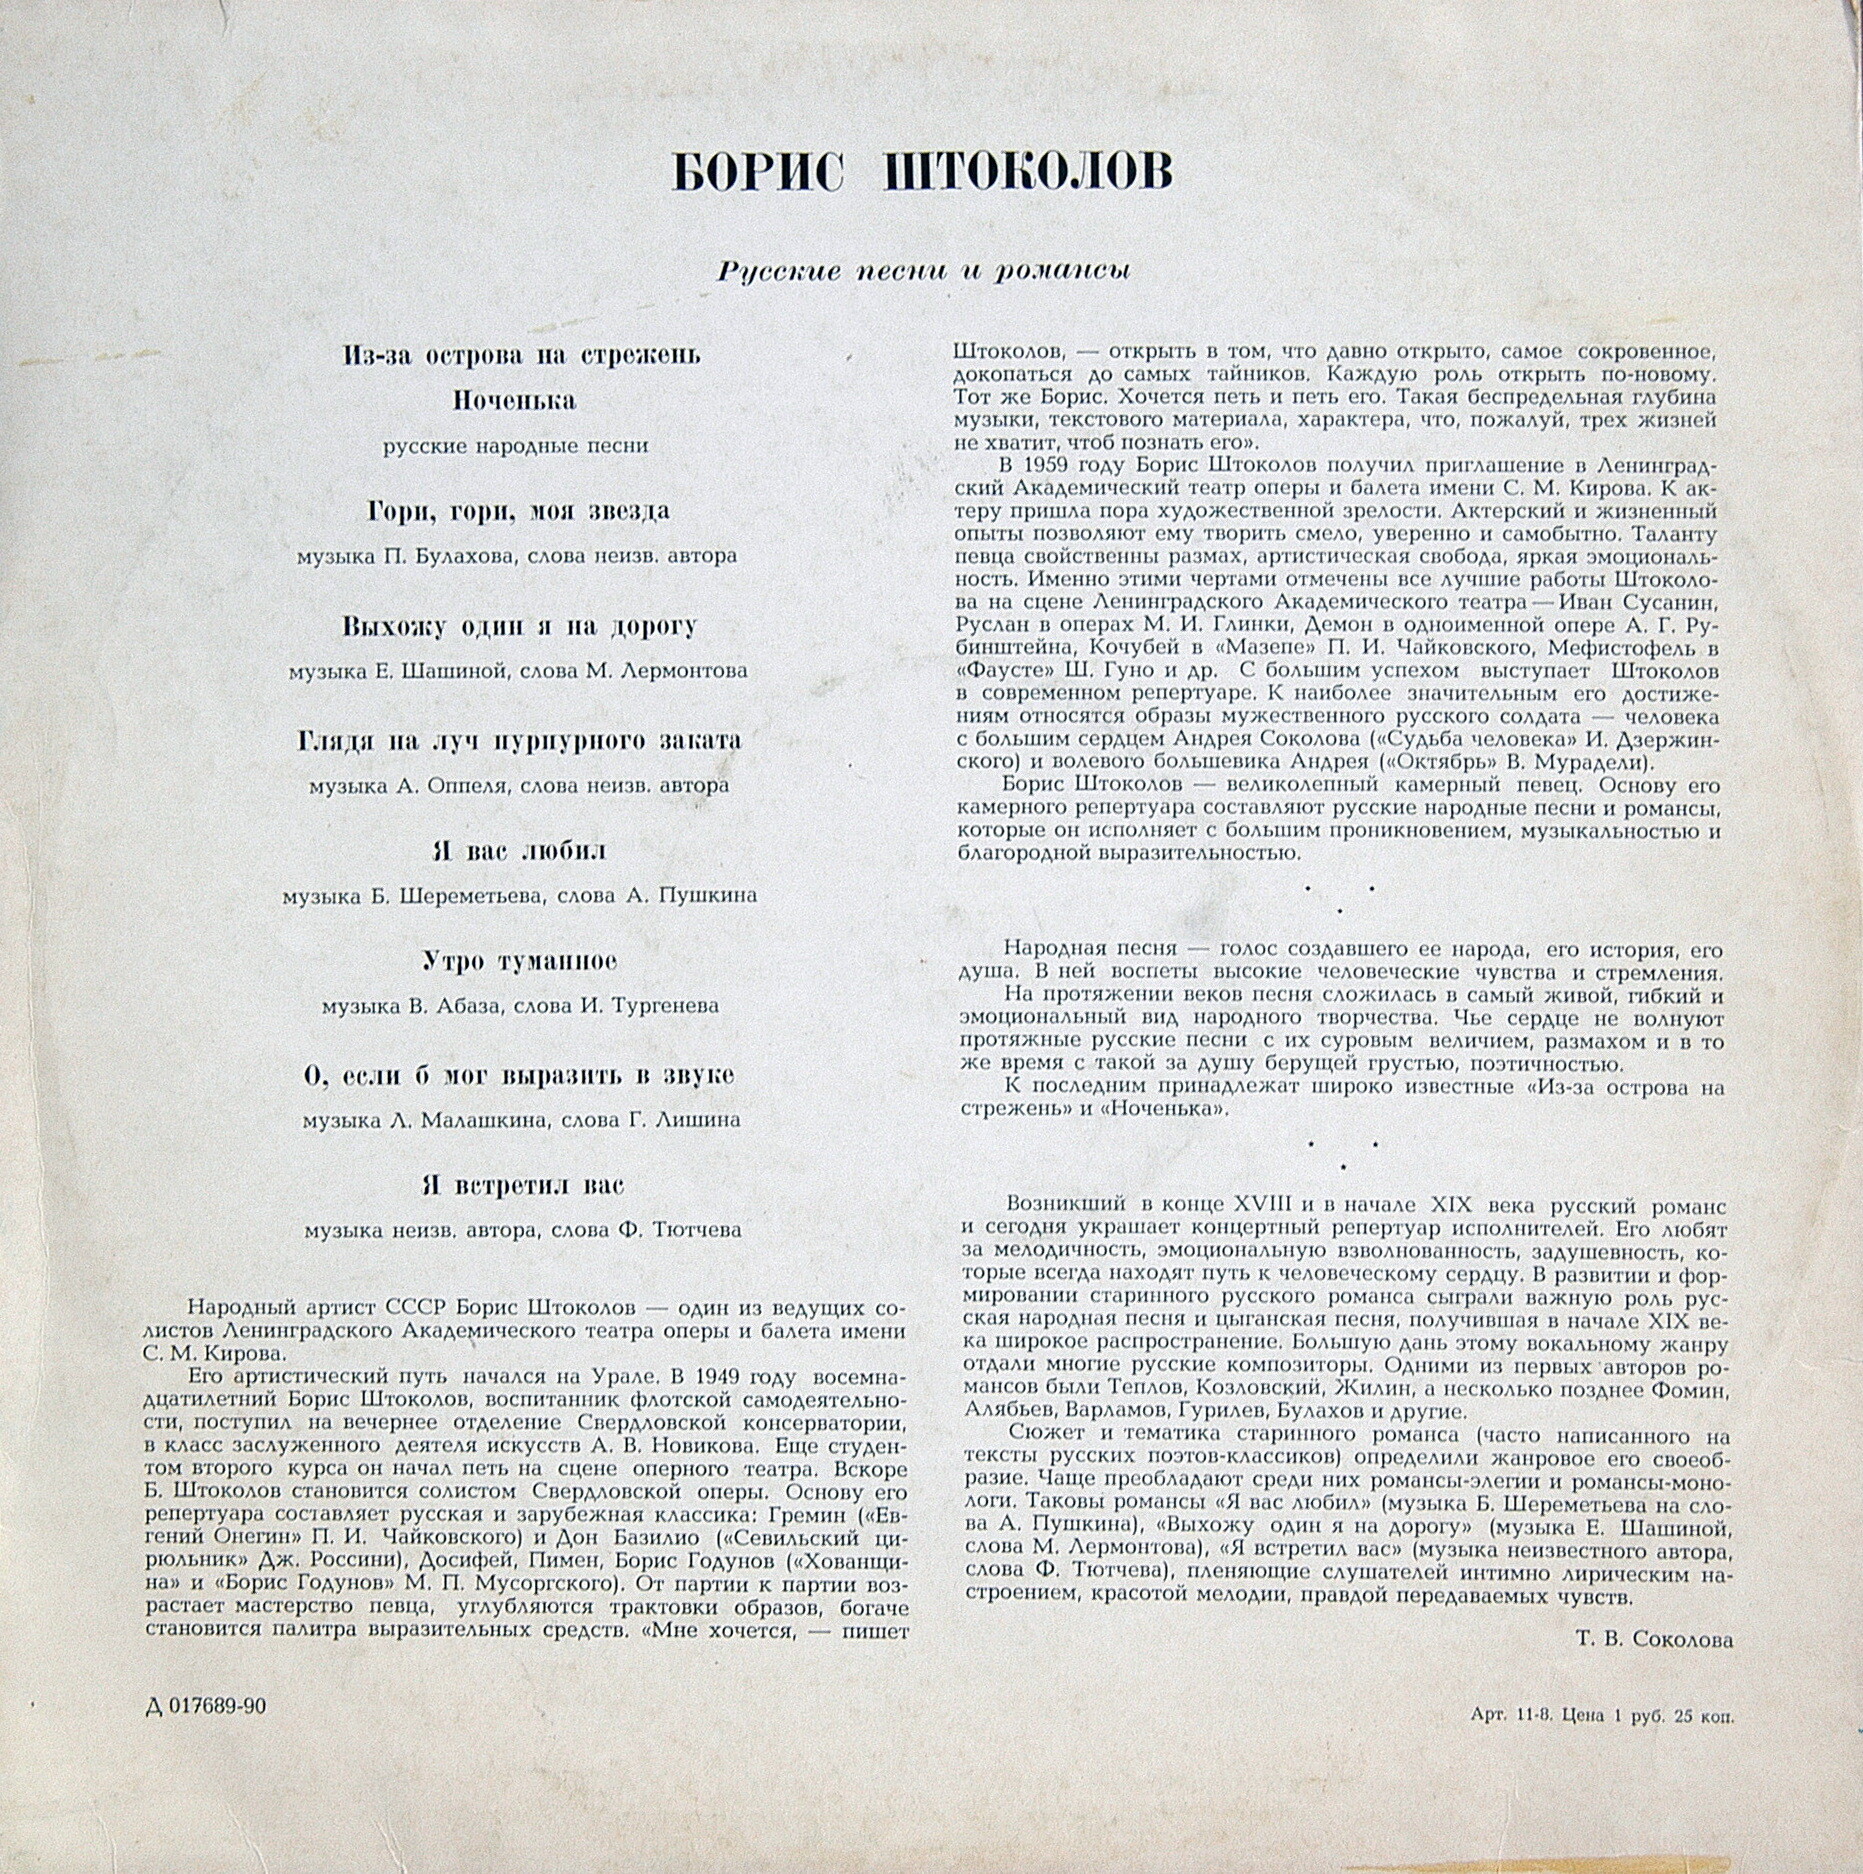 БОРИС ШТОКОЛОВ
Русские песни и романсы
Из-за острова на стрежень
Ноченька
русские народные песни
Гори, гори, моя звезда
музыка П. Булахова, слова неизв. автора
Выхожу один я на дорогу
музыка Е. Шашиной, слова М. Лермонтова
Глядя на луч пурпурного заката
музыка А. Оппеля, слова неизв. автора
Я вас любил
музыка Б. Шереметьева, слова А. Пушкина
Утро туманное
музыка В. Абаза, слова И. Тургенева
О, если б мог выразить в звуке
музыка Л. Малашкина, слова Г. Лишина
Я встретил вас
музыка неизв. автора, слова Ф. Тютчева
Народный артист СССР Борис Штоколов — один из ведущих со-
листов Ленинградского Академического театра оперы и балета имени
С. М. Кирова.
Его артистический путь начался на Урале. В 1949 году восемна-
дцатилетний Борис Штоколов, воспитанник флотской самодеятельно-
сти, поступил на вечернее отделение Свердловской консерватории,
в класс заслуженного деятеля искусств А. В. Новикова. Еще студен-
том второго курса он начал петь на сцене оперного театра. Вскоре
Б. Штоколов становится солистом Свердловской оперы. Основу его
репертуара составляет русская и зарубежная классика: Гремин («Ев-
гений Онегин» П. И. Чайковского) и Дон Базилио («Севильский ци-
рюльник» Дж. Россини), Досифей, Пимен, Борис Годунов («Хованщи-
на» и «Борис Годунов» М. П. Мусоргского). От партии к партии воз-
растает мастерство певца, углубляются трактовки образов, богаче
становится палитра выразительных средств. «Мне хочется, — пишет
Штоколов, — открыть в том, что давно открыто, самое сокровенное,
докопаться до самых тайников. Каждую роль открыть по-новому.
Тот же Борис. Хочется петь и петь его. Такая беспредельная глубина
музыки, текстового материала, характера, что, пожалуй, трех жизней
не хватит, чтоб познать его».
В 1959 году Борис Штоколов получил приглашение в Ленинград-
ский Академический театр оперы и балета имени С. М. Кирова. К ак-
теру пришла пора художественной зрелости. Актерский и жизненный
опыты позволяют ему творить смело, уверенно и самобытно. Таланту
певца свойственны размах, артистическая свобода, яркая эмоциональ-
ность. Именно этими чертами отмечены все лучшие работы Штоколо-
ва на сцене Ленинградского Академического театра — Иван Сусанин,
Руслан в операх М. И. Глинки, Демон в одноименной опере А. Г. Ру-
бинштейна, Кочубей в «Мазепе» П. И. Чайковского, Мефистофель в
«Фаусте» Ш. Гуно и др. С большим успехом выступает Штоколов
в современном репертуаре. К наиболее значительным его достиже-
ниям относятся образы мужественного русского солдата — человека
с большим сердцем Андрея Соколова («Судьба человека» И. Дзержин-
ского) и волевого большевика Андрея («Октябрь» В. Мурадели).
Борис Штоколов — великолепный камерный певец. Основу его
камерного репертуара составляют русские народные песни и романсы,
которые он исполняет с большим проникновением, музыкальностью и
благородной выразительностью.
Народная песня — голос создавшего ее народа, его история, его
душа. В ней воспеты высокие человеческие чувства и стремления.
На протяжении веков песня сложилась в самый живой, гибкий и
эмоциональный вид народного творчества. Чье сердце не волнуют
протяжные русские песни с их суровым величием, размахом и в то
же время с такой за душу берущей грустью, поэтичностью.
К последним принадлежат широко известные «Из-за острова на
стрежень» и «Ноченька».
Возникший в конце XVIII и в начале XIX века русский романс
и сегодня украшает концертный репертуар исполнителей. Его любят
за мелодичность, эмоциональную взволнованность, задушевность, ко-
торые всегда находят путь к человеческому сердцу. В развитии и фор-
мировании старинного русского романса сыграли важную роль рус-
ская народная песня и цыганская песня, получившая в начале XIX ве-
ка широкое распространение. Большую дань этому вокальному жанру
отдали многие русские композиторы. Одними из первых авторов ро-
мансов были Теплов, Козловский, Жилин, а несколько позднее Фомин,
Алябьев, Варламов, Гурилев, Булахов и другие.
Сюжет и тематика старинного романса (часто написанного на
тексты русских поэтов-классиков) определили жанровое его своеоб-
разие. Чаще преобладают среди них романсы-элегии и романсы-моно-
логи. Таковы романсы «Я вас любил» (музыка Б. Шереметьева на сло-
ва А. Пушкина), «Выхожу один я на дорогу» (музыка Е. Шашиной,
слова М. Лермонтова), «Я встретил вас» (музыка неизвестного автора,
слова Ф. Тютчева), пленяющие слушателей интимно лирическим на-
строением, красотой мелодии, правдой передаваемых чувств.
Т. В. Соколова
Д 017689-90
Арт. 11-8. Цена 1 руб. 25 коп.